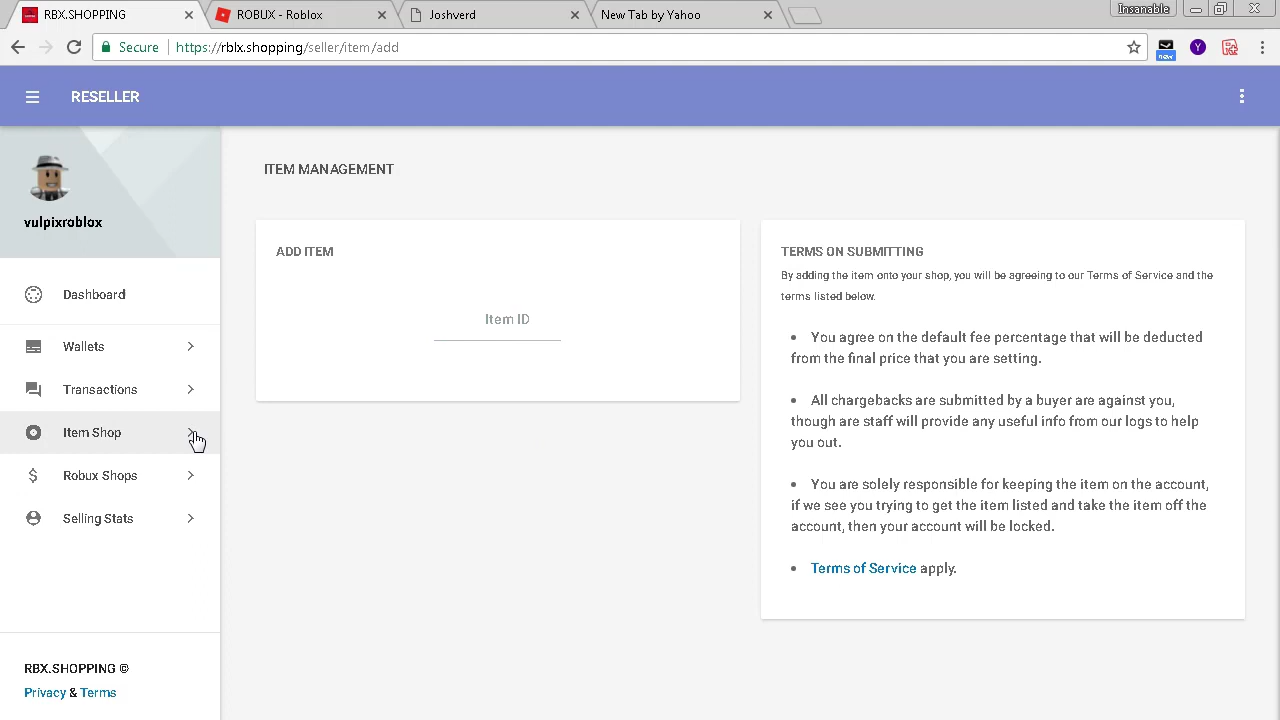 RBX.SHOPPING
ROBUX - Roblox
Joshverd
New Tab by Yahoo
Insanable
Secure
https://rblx.shopping/seller/item/add
new
Y
RESELLER
vulpixroblox
Dashboard
Wallets
Transactions
Item Shop
Robux Shops
Selling Stats
RBX.SHOPPING ©
Privacy & Terms
ITEM MANAGEMENT
ADD ITEM
Item ID
TERMS ON SUBMITTING
By adding the item onto your shop, you will be agreeing to our Terms of Service and the
terms listed below.
• You agree on the default fee percentage that will be deducted
from the final price that you are setting.
• All chargebacks are submitted by a buyer are against you,
though are staff will provide any useful info from our logs to help
you out.
• You are solely responsible for keeping the item on the account,
if we see you trying to get the item listed and take the item off the
account, then your account will be locked.
• Terms of Service apply.